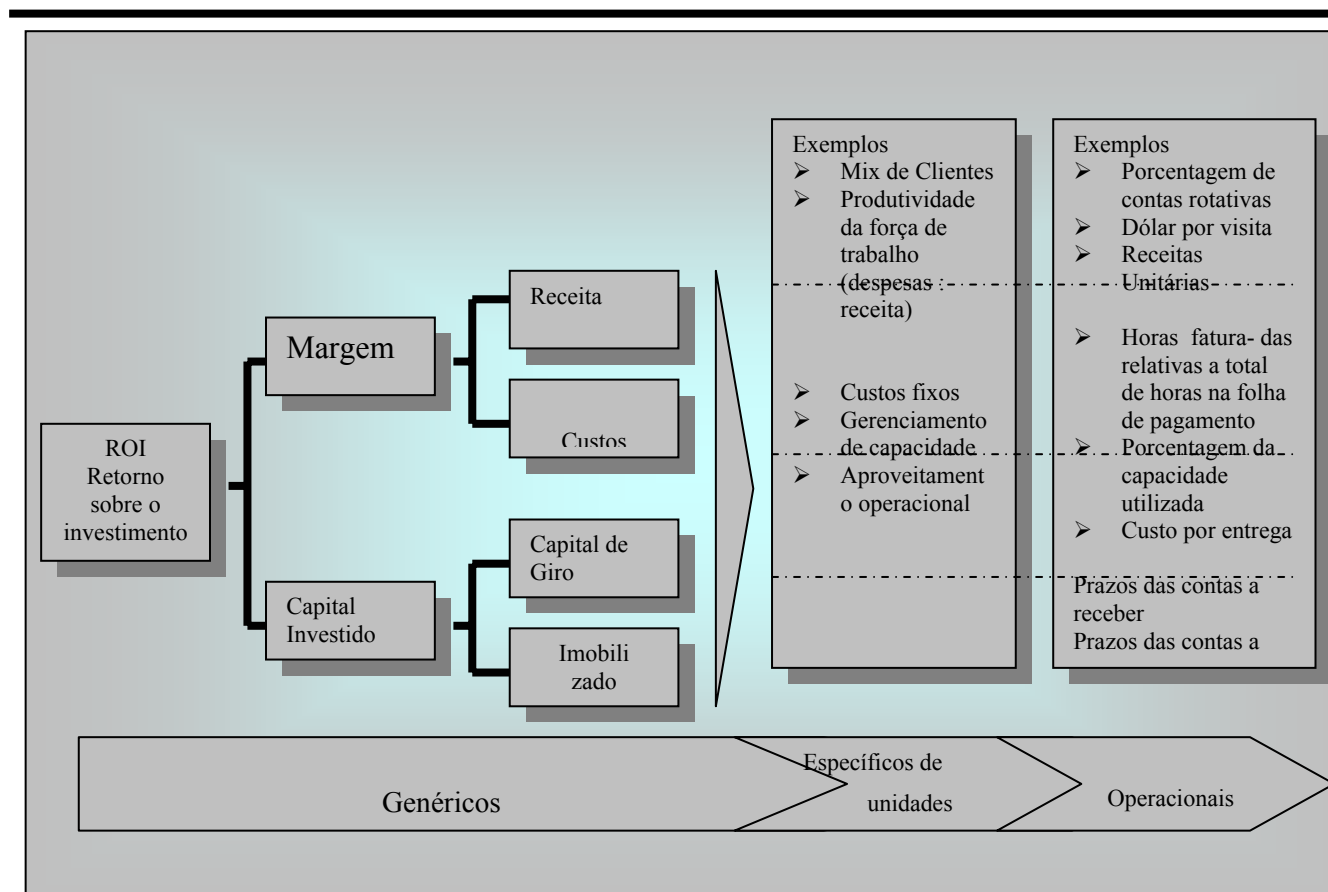 ROI
Retorno
sobre o
investimento
Margem
Capital
Investido
Receita
Custos
Capital de
Giro
Imobili
zado
Exemplos
➢ Mix de Clientes
➢ Produtividade
da força de
trabalho
(despesas :
receita)
➢ Custos fixos
➢ Gerenciamento
de capacidade
➢ Aproveitament
o operacional
Exemplos
➢ Porcentagem de
contas rotativas
➢ Dólar por visita
➢ Receitas
Unitárias
➢ Horas fatura- das
relativas a total
de horas na folha
de pagamento
➢ Porcentagem da
capacidade
utilizada
➢ Custo por entrega
Prazos das contas a
receber
Prazos das contas a
Genéricos
Específicos de
unidades
Operacionais